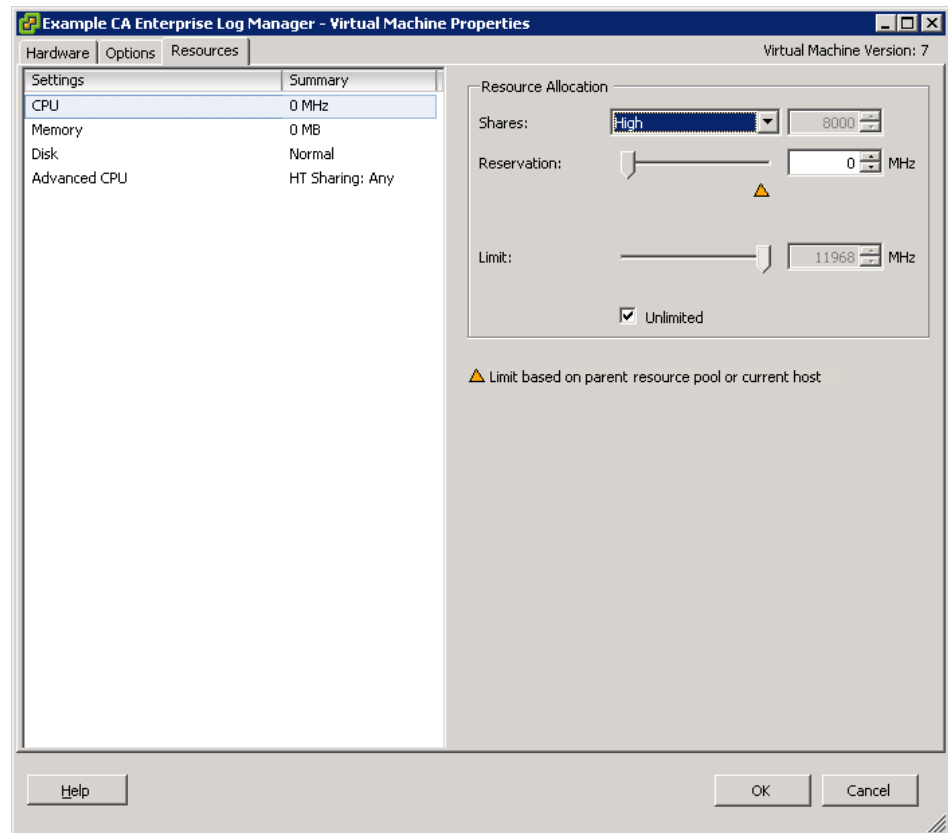 Example CA Enterprise Log Manager - Virtual Machine Properties
Hardware Options Resources Virtual Machine Version: 7
Settings Summary
CPU 0 MHz
Memory 0 MB
Disk Normal
Advanced CPU HT Sharing: Any
Resource Allocation
Shares: High 8000
Reservation: 0 MHz
Limit: 11968 MHz
Unlimited
Limit based on parent resource pool or current host
Help OK Cancel